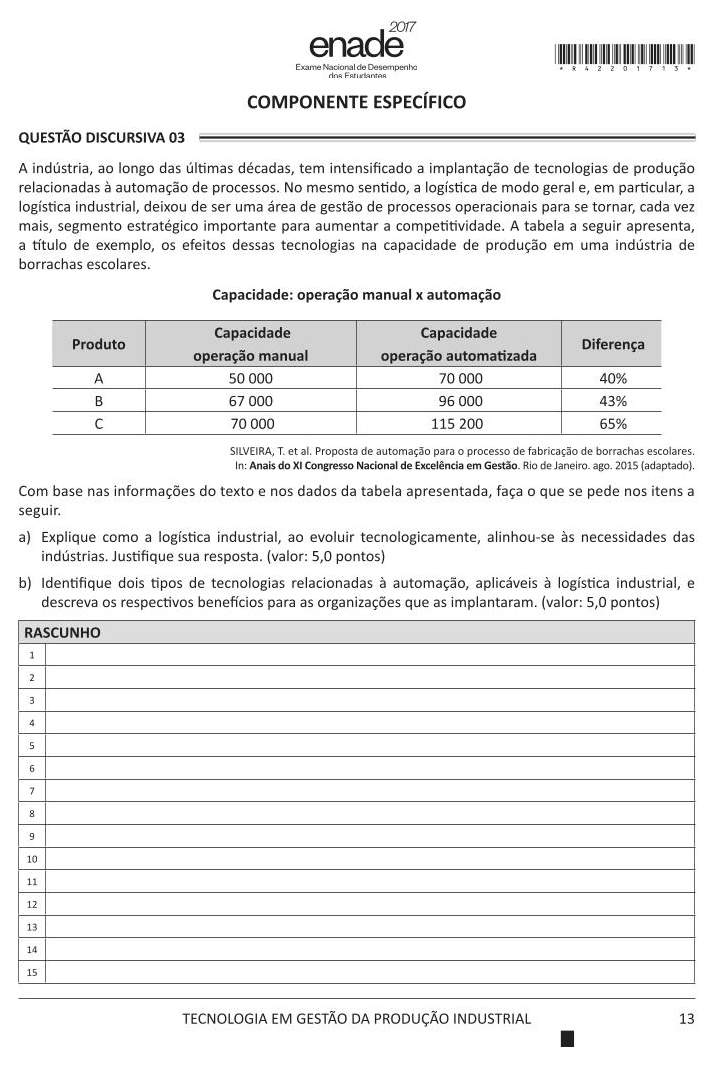 2017
enade
Exame Nacional de Desempenho
dos Estudantes
* R 4 2 2 0 1 7 1 3 *
COMPONENTE ESPECÍFICO
QUESTÃO DISCURSIVA 03
A indústria, ao longo das últimas décadas, tem intensificado a implantação de tecnologias de produção
relacionadas à automação de processos. No mesmo sentido, a logística de modo geral e, em particular, a
logística industrial, deixou de ser uma área de gestão de processos operacionais para se tornar, cada vez
mais, segmento estratégico importante para aumentar a competitividade. A tabela a seguir apresenta,
a título de exemplo, os efeitos dessas tecnologias na capacidade de produção em uma indústria de
borrachas escolares.
Capacidade: operação manual x automação
Produto Capacidade operação manual Capacidade operação automatizada Diferença
A 50 000 70 000 40%
B 67 000 96 000 43%
C 70 000 115 200 65%
SILVEIRA, T. et al. Proposta de automação para o processo de fabricação de borrachas escolares.
In: Anais do XI Congresso Nacional de Excelência em Gestão. Rio de Janeiro. ago. 2015 (adaptado).
Com base nas informações do texto e nos dados da tabela apresentada, faça o que se pede nos itens a
seguir.
a) Explique como a logística industrial, ao evoluir tecnologicamente, alinhou-se às necessidades das
indústrias. Justifique sua resposta. (valor: 5,0 pontos)
b) Identifique dois tipos de tecnologias relacionadas à automação, aplicáveis à logística industrial, e
descreva os respectivos benefícios para as organizações que as implantaram. (valor: 5,0 pontos)
RASCUNHO
1
2
3
4
5
6
7
8
9
10
11
12
13
14
15
TECNOLOGIA EM GESTÃO DA PRODUÇÃO INDUSTRIAL 13